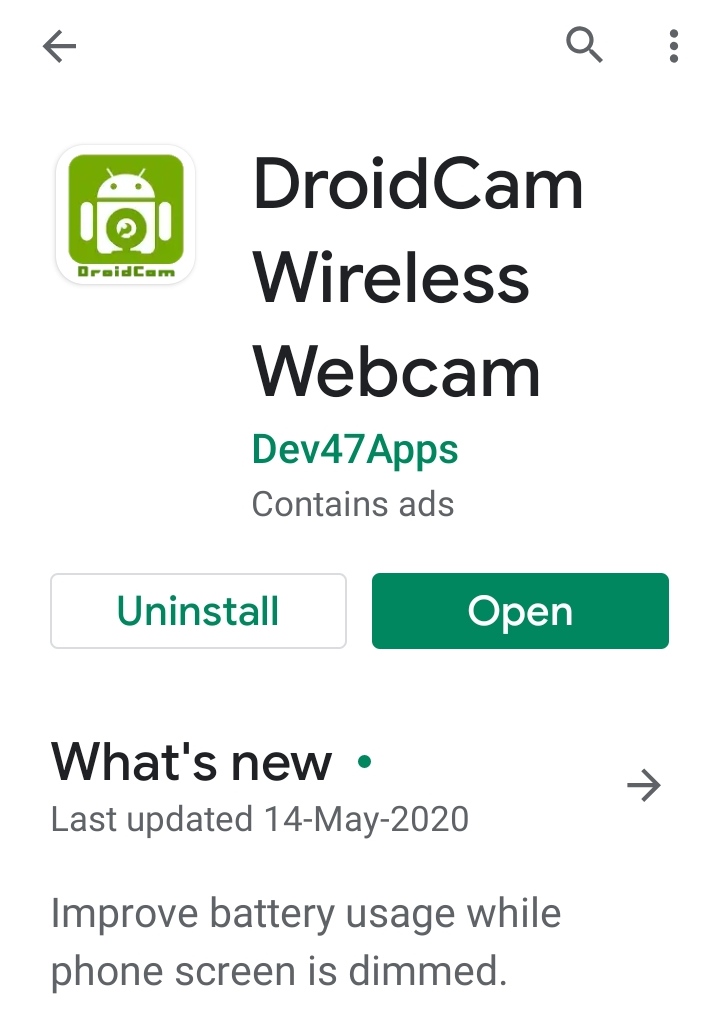 DroidCam
DroidCam
Wireless
Webcam
Dev47Apps
Contains ads
Uninstall
Open
What's new •
Last updated 14-May-2020
Improve battery usage while
phone screen is dimmed.